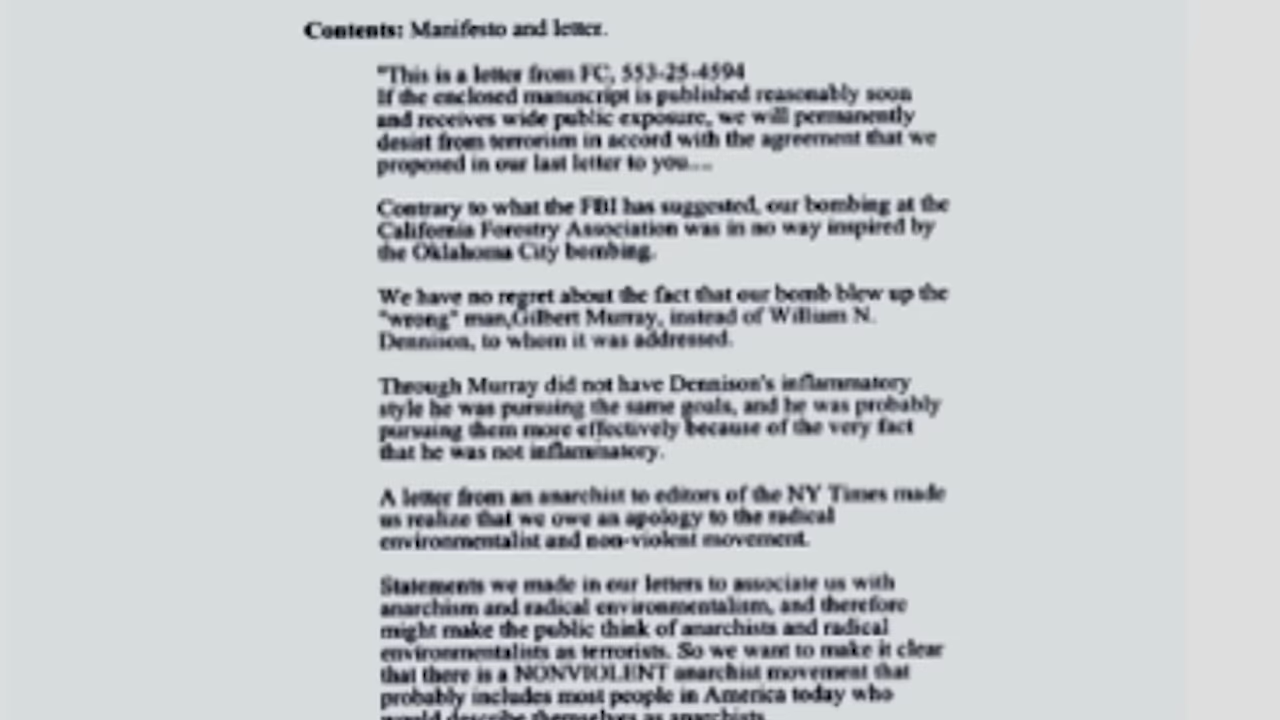 Contents: Manifesto and letter.
"This is a letter from FC, 553-25-4594
If the enclosed manuscript is published reasonably soon
and receives wide public exposure, we will permanently
desist from terrorism in accord with the agreement that we
proposed in our last letter to you....
Contrary to what the FBI has suggested, our bombing at the
California Forestry Association was in no way inspired by
the Oklahoma City bombing.
We have no regret about the fact that our bomb blew up the
"wrong" man,Gilbert Murray, instead of William N.
Dennison, to whom it was addressed.
Through Murray did not have Dennison's inflammatory
style he was pursuing the same goals, and he was probably
pursuing them more effectively because of the very fact
that he was not inflammatory.
A letter from an anarchist to editors of the NY Times made
us realize that we owe an apology to the radical
environmentalist and non-violent movement.
Statements we made in our letters to associate us with
anarchism and radical environmentalism, and therefore
might make the public think of anarchists and radical
environmentalists as terrorists. So we want to make it clear
that there is a NONVIOLENT anarchist movement that
probably includes most people in America today who
would describe themselves as anarchists.